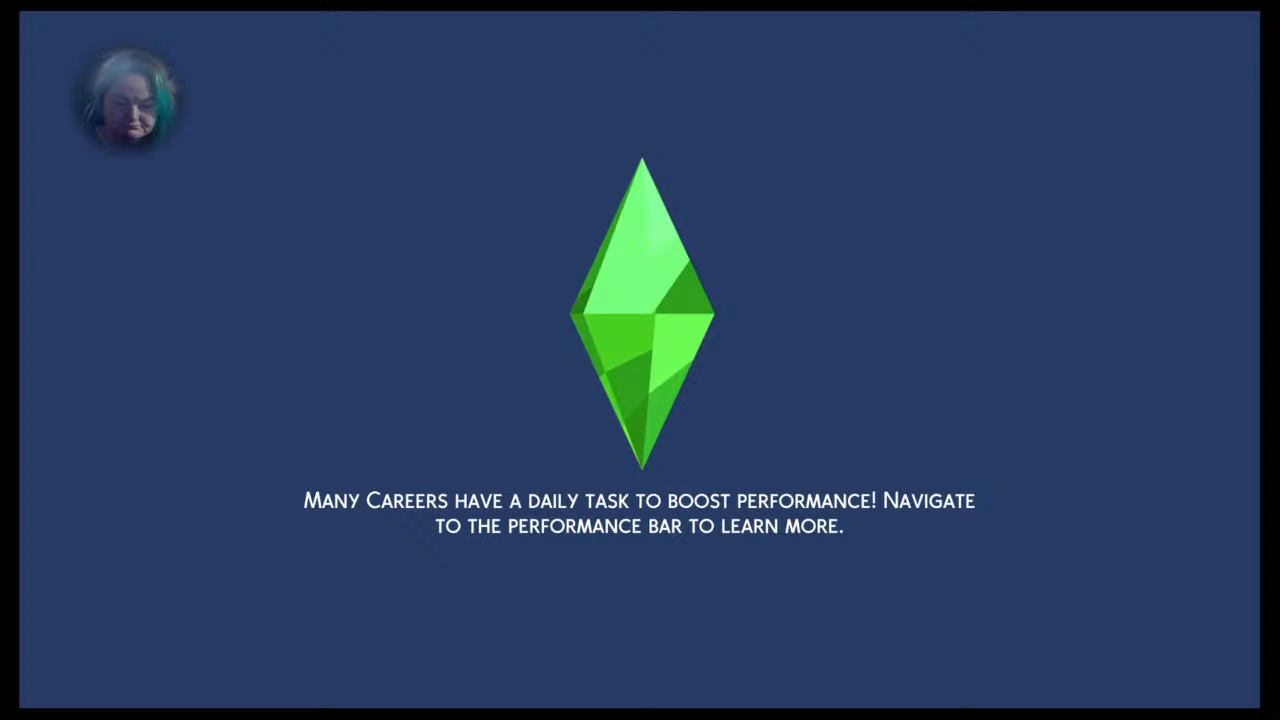 Many Careers have a daily task to boost performance! Navigate
to the performance bar to learn more.